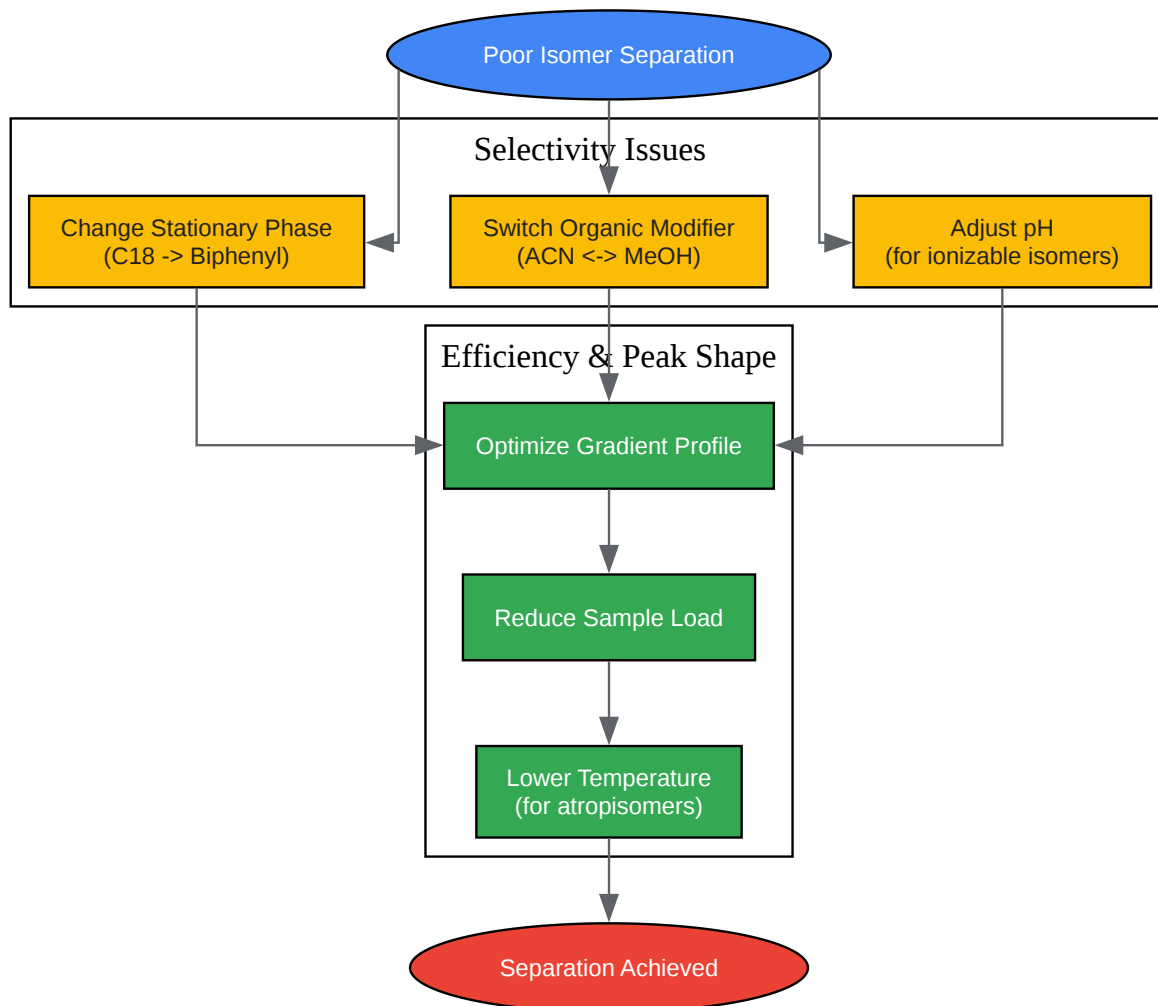 Poor Isomer Separation
Selectivity Issues
Change Stationary Phase
(C18 -> Biphenyl)
Switch Organic Modifier
(ACN <-> MeOH)
Adjust pH
(for ionizable isomers)
Efficiency & Peak Shape
Optimize Gradient Profile
Reduce Sample Load
Lower Temperature
(for atropisomers)
Separation Achieved